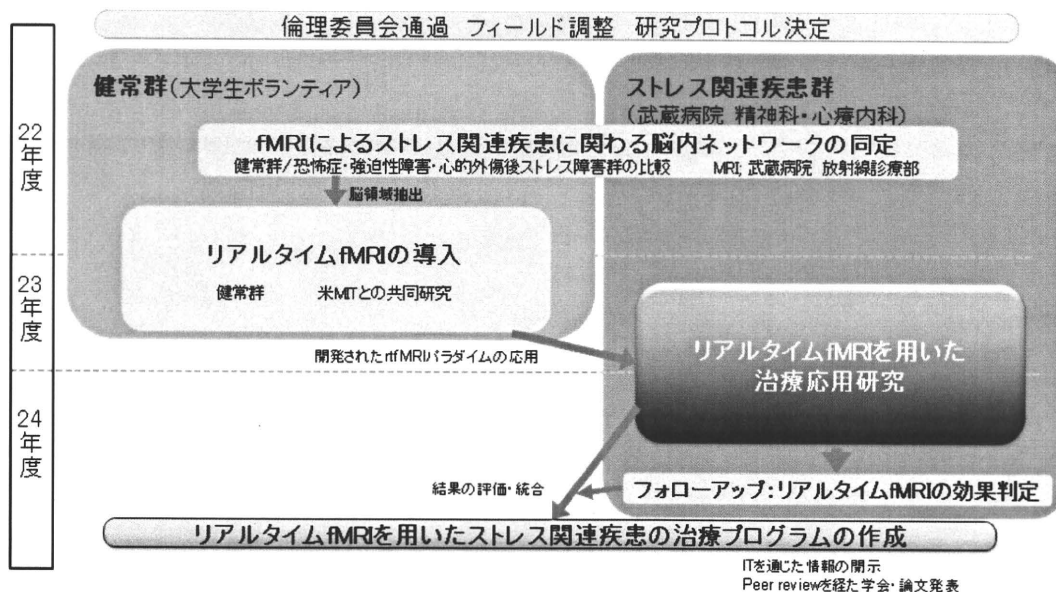 倫理委員会通過 フィールド調整 研究プロトコル決定
健常群(大学生ボランティア)
ストレス関連疾患群
(武蔵病院 精神科・心療内科)
22年度
fMRIによるストレス関連疾患に関わる脳内ネットワークの同定
健常群/恐怖症・強迫性障害・心的外傷後ストレス障害群の比較 MRI; 武蔵病院 放射線診療部
脳領域抽出
リアルタイムfMRIの導入
健常群 米MITとの共同研究
23年度
開発されたrtfMRIパラダイムの応用
リアルタイムfMRIを用いた
治療応用研究
24年度
結果の評価・統合
フォローアップ:リアルタイムfMRIの効果判定
リアルタイムfMRIを用いたストレス関連疾患の治療プログラムの作成
ITを通じた情報の開示
Peer reviewを経た学会・論文発表